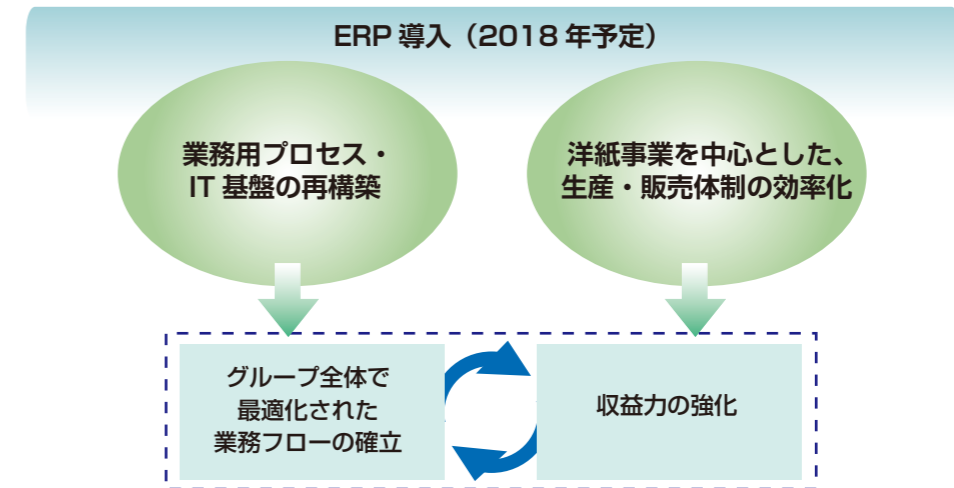 ERP 導入（2018 年予定）
業務用プロセス・
IT 基盤の再構築
洋紙事業を中心とした、
生産・販売体制の効率化
グループ全体で
最適化された
業務フローの確立
収益力の強化